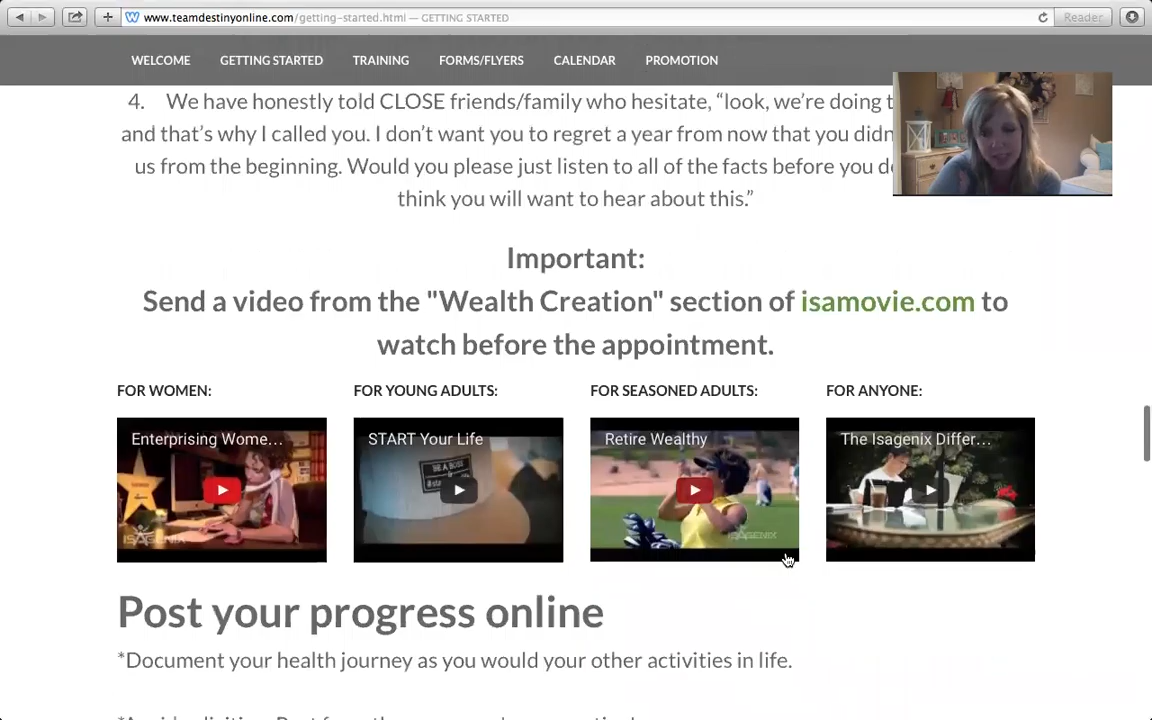 www.teamdestinyonline.com/getting-started.html — GETTING STARTED
Reader
WELCOME GETTING STARTED TRAINING FORMS/FLYERS CALENDAR PROMOTION
4. We have honestly told CLOSE friends/family who hesitate, “look, we’re doing t
and that’s why I called you. I don’t want you to regret a year from now that you didn
us from the beginning. Would you please just listen to all of the facts before you de
think you will want to hear about this.”
Important:
Send a video from the "Wealth Creation" section of isamovie.com to
watch before the appointment.
FOR WOMEN: FOR YOUNG ADULTS: FOR SEASONED ADULTS: FOR ANYONE:
Enterprising Wome… START Your Life Retire Wealthy The Isagenix Differ…
BE A BOSS
ISAGENIX ISAGENIX
Post your progress online
*Document your health journey as you would your other activities in life.